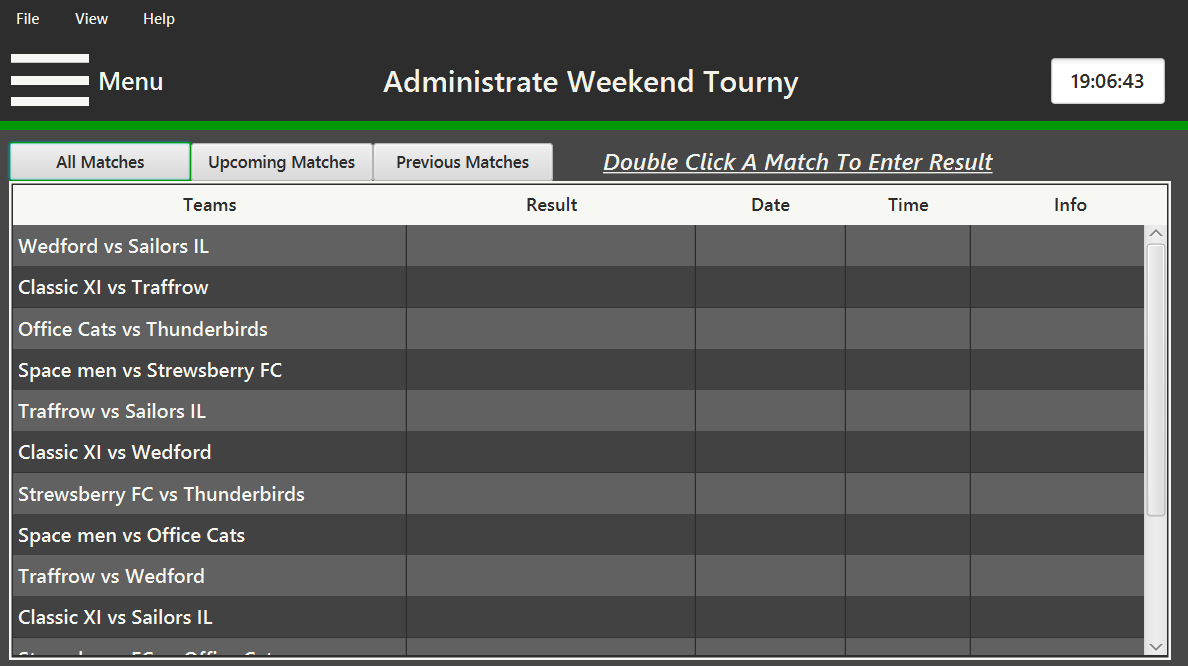 File View Help
Menu Administrate Weekend Tourny 19:06:43
All Matches Upcoming Matches Previous Matches Double Click A Match To Enter Result
Teams Result Date Time Info
Wedford vs Sailors IL
Classic XI vs Traffrow
Office Cats vs Thunderbirds
Space men vs Strewsberry FC
Traffrow vs Sailors IL
Classic XI vs Wedford
Strewsberry FC vs Thunderbirds
Space men vs Office Cats
Traffrow vs Wedford
Classic XI vs Sailors IL